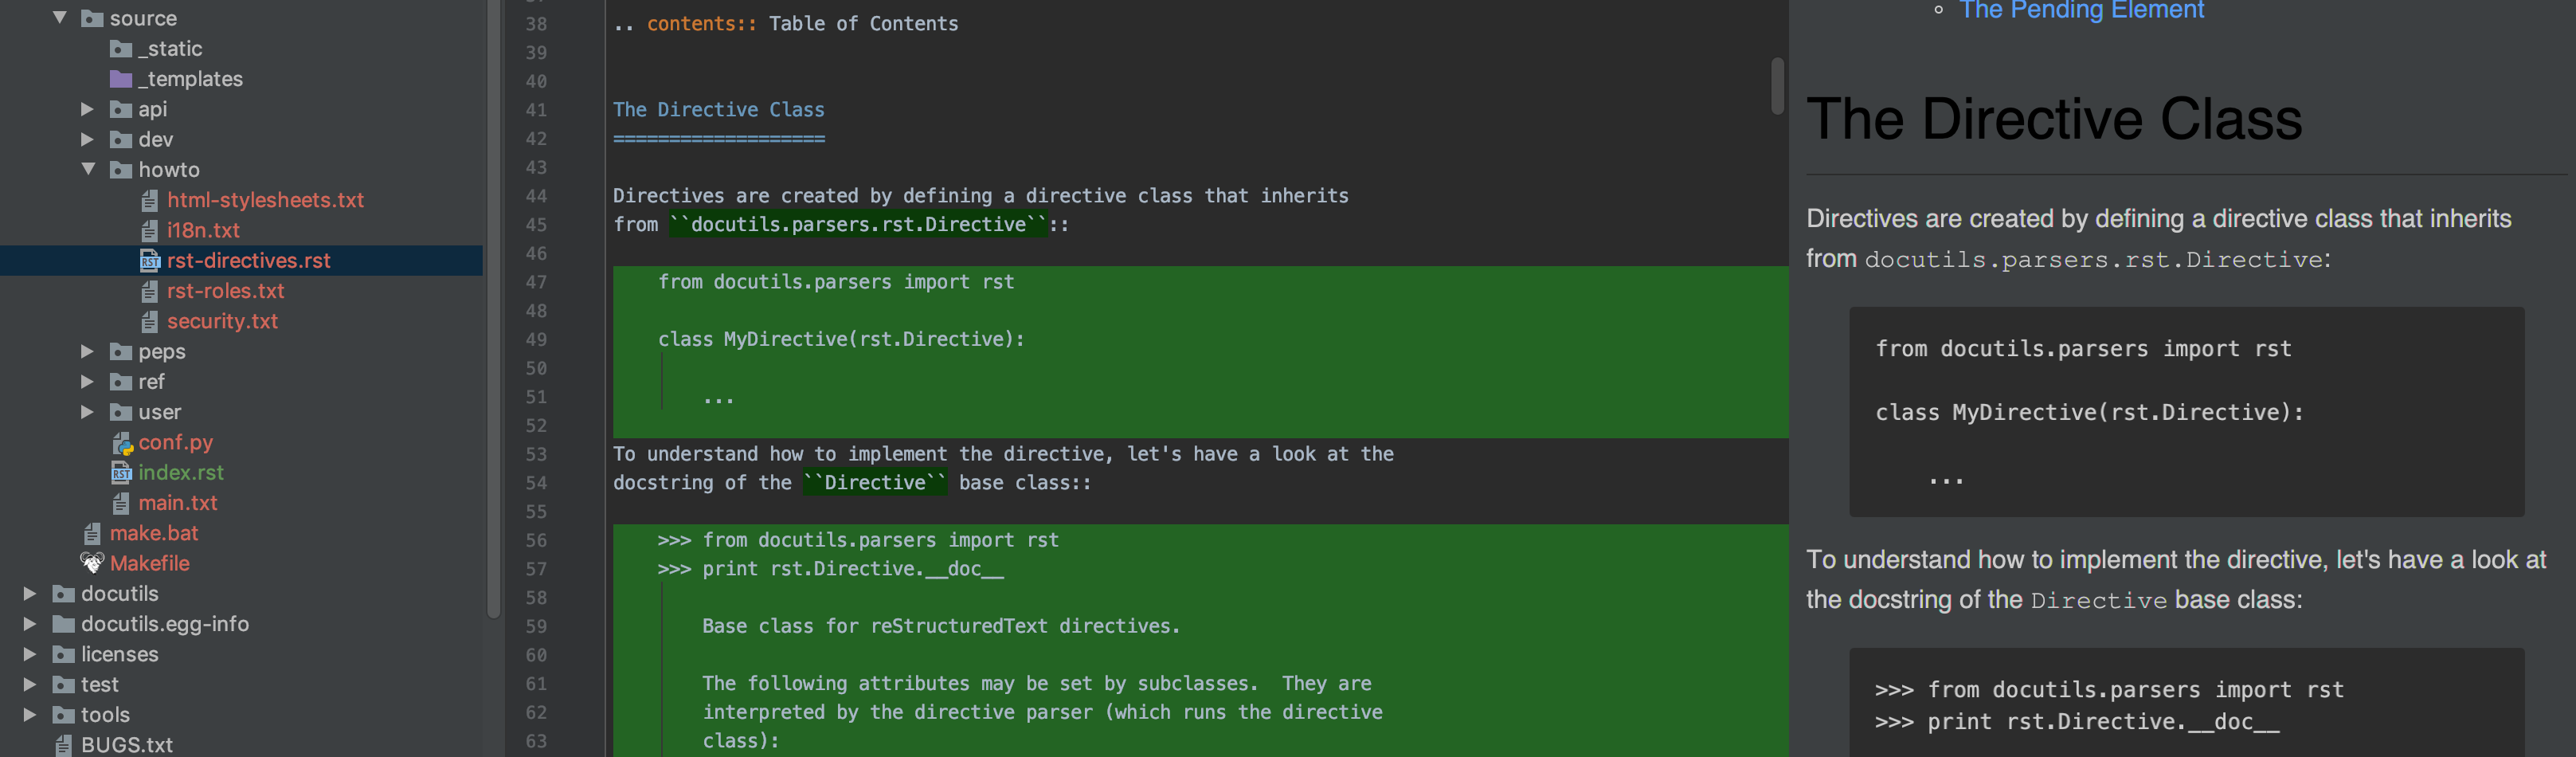 source
_static
_templates
api
dev
howto
html-stylesheets.txt
i18n.txt
rst-directives.rst
rst-roles.txt
security.txt
peps
ref
user
conf.py
index.rst
main.txt
make.bat
Makefile
docutils
docutils.egg-info
licenses
test
tools
BUGS.txt
38 .. contents:: Table of Contents
39
40
41 The Directive Class
42 ===================
43
44 Directives are created by defining a directive class that inherits
45 from ``docutils.parsers.rst.Directive``::
46
47     from docutils.parsers import rst
48
49     class MyDirective(rst.Directive):
50
51         ...
52
53 To understand how to implement the directive, let's have a look at the
54 docstring of the ``Directive`` base class::
55
56     >>> from docutils.parsers import rst
57     >>> print rst.Directive.__doc__
58
59         Base class for reStructuredText directives.
60
61         The following attributes may be set by subclasses.  They are
62         interpreted by the directive parser (which runs the directive
63         class):
The Pending Element
The Directive Class
Directives are created by defining a directive class that inherits
from docutils.parsers.rst.Directive:
from docutils.parsers import rst
class MyDirective(rst.Directive):
...
To understand how to implement the directive, let's have a look at
the docstring of the Directive base class:
>>> from docutils.parsers import rst
>>> print rst.Directive.__doc__